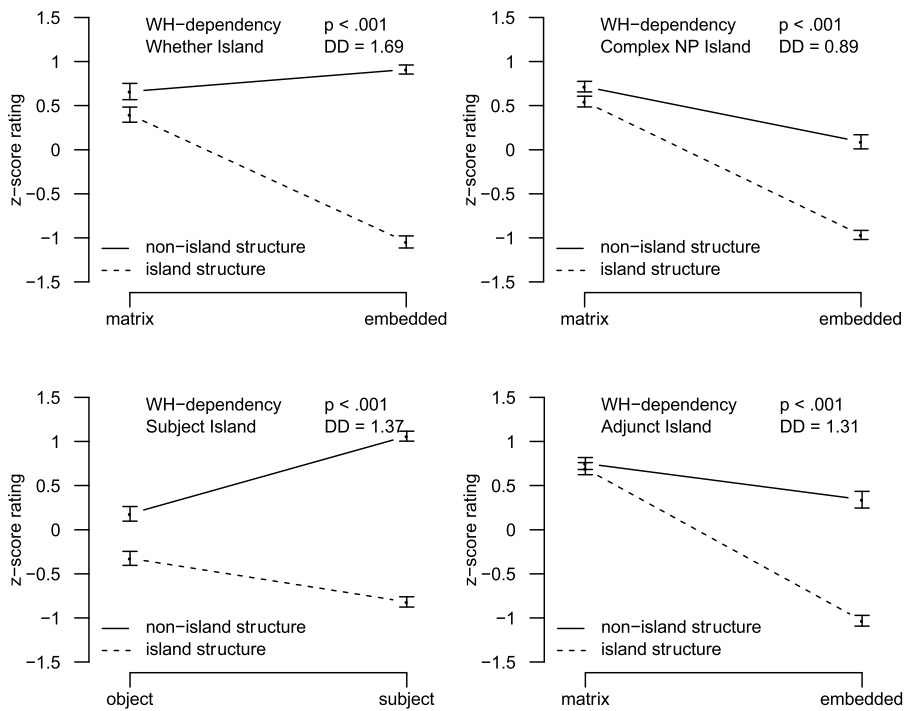 WH−dependency p < .001
Whether Island DD = 1.69
1.5
1
0.5
0
−0.5
−1
−1.5
z−score rating
non−island structure
island structure
matrix embedded
WH−dependency p < .001
Complex NP Island DD = 0.89
1.5
1
0.5
0
−0.5
−1
−1.5
z−score rating
non−island structure
island structure
matrix embedded
WH−dependency p < .001
Subject Island DD = 1.37
1.5
1
0.5
0
−0.5
−1
−1.5
z−score rating
non−island structure
island structure
object subject
WH−dependency p < .001
Adjunct Island DD = 1.31
1.5
1
0.5
0
−0.5
−1
−1.5
z−score rating
non−island structure
island structure
matrix embedded